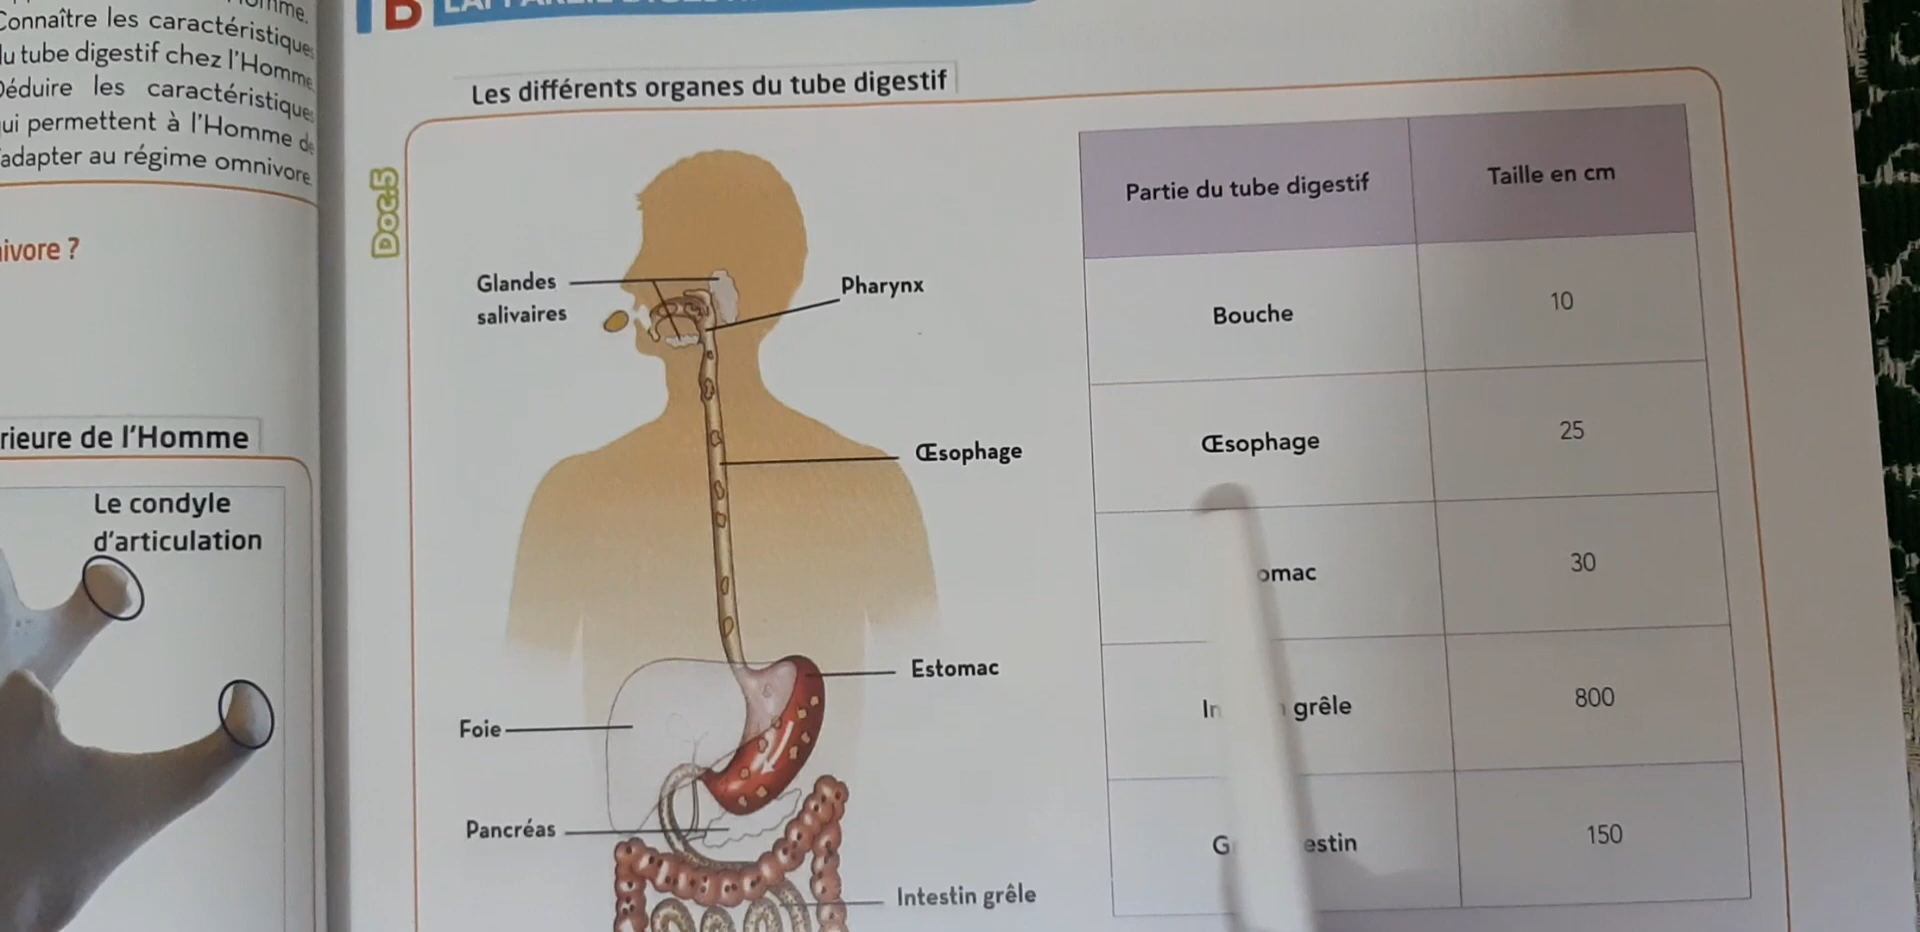 Connaître les caractéristiques
du tube digestif chez l'Homme
Déduire les caractéristiques
qui permettent à l'Homme de
s'adapter au régime omnivore
ivore ?
rieure de l'Homme
Le condyle
d'articulation
B
Les différents organes du tube digestif
Doc.5
Glandes
salivaires
Pharynx
Œsophage
Estomac
Foie
Pancréas
Intestin grêle
Partie du tube digestif
Taille en cm
Bouche
10
Œsophage
25
omac
30
In
grêle
800
G
estin
150